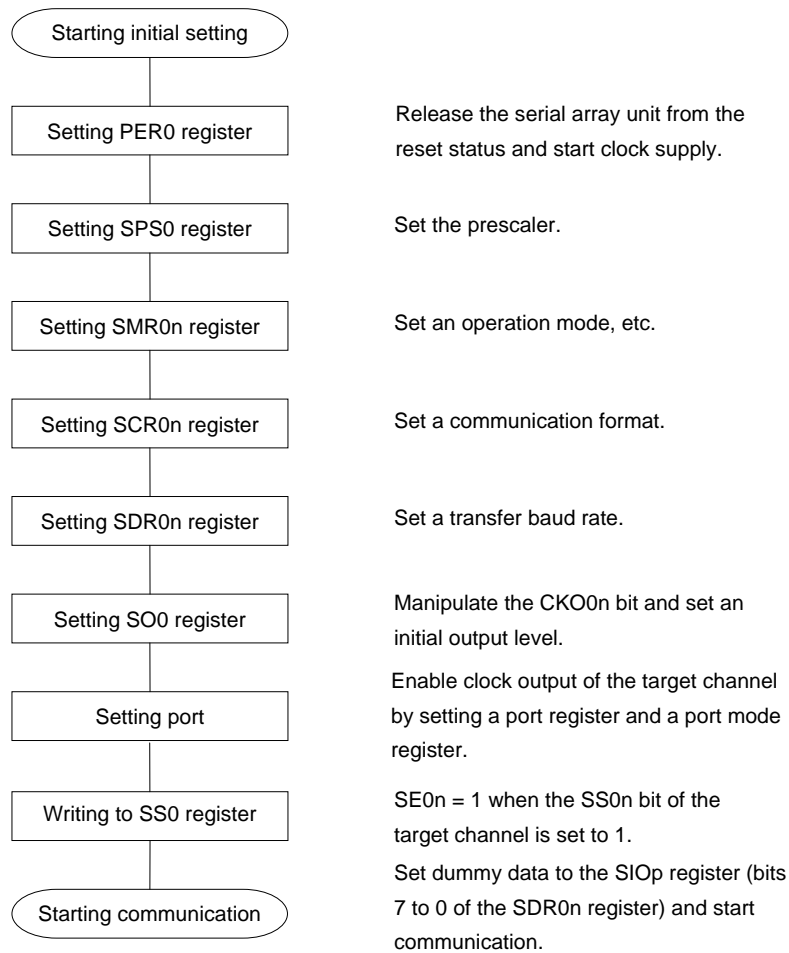 Starting initial setting
Setting PER0 register
Release the serial array unit from the
reset status and start clock supply.
Setting SPS0 register
Set the prescaler.
Setting SMR0n register
Set an operation mode, etc.
Setting SCR0n register
Set a communication format.
Setting SDR0n register
Set a transfer baud rate.
Setting SO0 register
Manipulate the CKO0n bit and set an
initial output level.
Setting port
Enable clock output of the target channel
by setting a port register and a port mode
register.
Writing to SS0 register
SE0n = 1 when the SS0n bit of the
target channel is set to 1.
Starting communication
Set dummy data to the SIOp register (bits
7 to 0 of the SDR0n register) and start
communication.